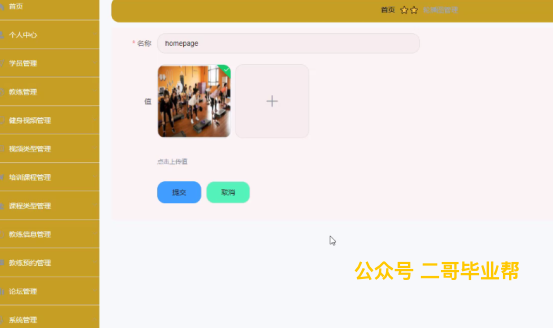 首页
个人中心
学员管理
教练管理
健身视频管理
视频类型管理
培训课程管理
课程类型管理
教练信息管理
教练预约管理
论坛管理
系统管理
首页 ☆☆
* 名称 homepage
值
点击上传值
提交 取消
公众号 二哥毕业帮